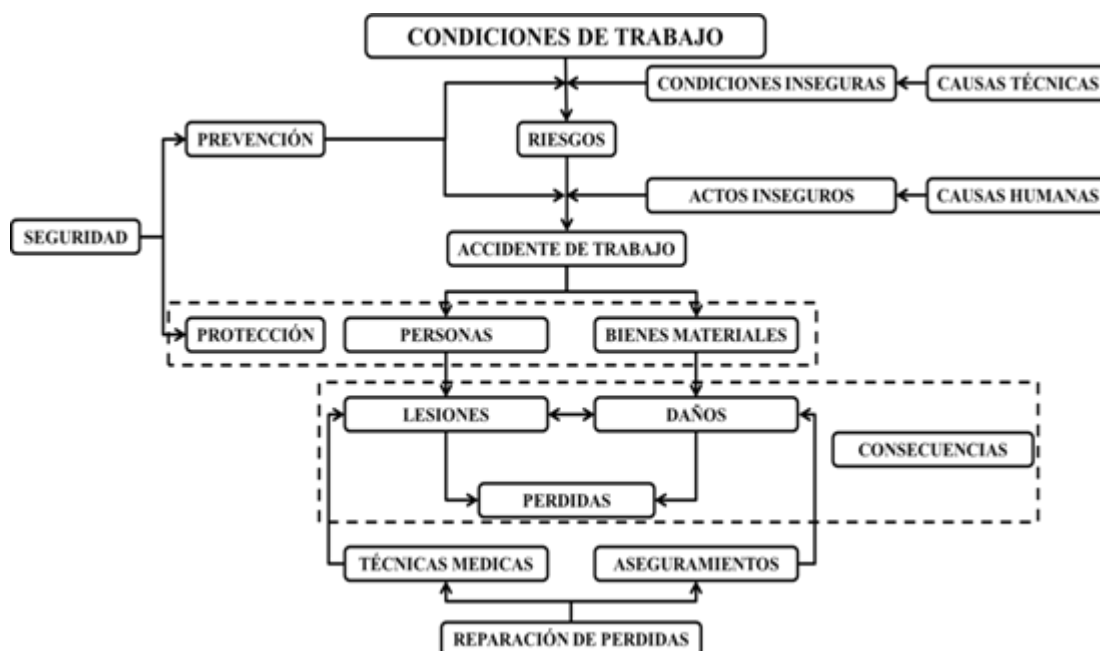 CONDICIONES DE TRABAJO
CONDICIONES INSEGURAS
CAUSAS TÉCNICAS
PREVENCIÓN
RIESGOS
ACTOS INSEGUROS
CAUSAS HUMANAS
SEGURIDAD
ACCIDENTE DE TRABAJO
PROTECCIÓN
PERSONAS
BIENES MATERIALES
LESIONES
DAÑOS
CONSECUENCIAS
PERDIDAS
TÉCNICAS MEDICAS
ASEGURAMIENTOS
REPARACIÓN DE PERDIDAS